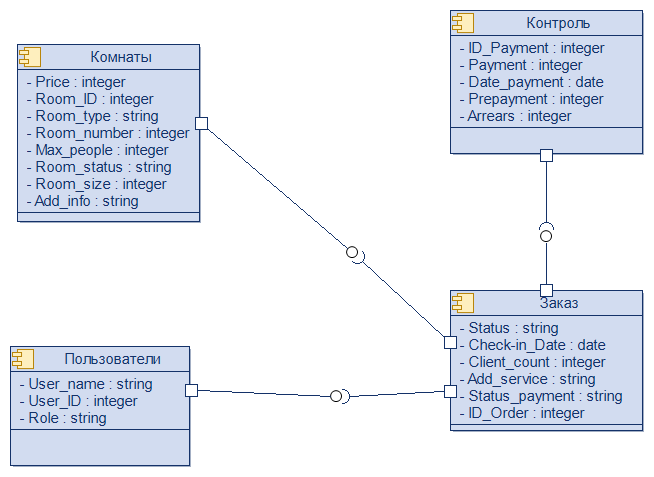 Комнаты
- Price : integer
- Room_ID : integer
- Room_type : string
- Room_number : integer
- Max_people : integer
- Room_status : string
- Room_size : integer
- Add_info : string
Контроль
- ID_Payment : integer
- Payment : integer
- Date_payment : date
- Prepayment : integer
- Arrears : integer
Пользователи
- User_name : string
- User_ID : integer
- Role : string
Заказ
- Status : string
- Check-in_Date : date
- Client_count : integer
- Add_service : string
- Status_payment : string
- ID_Order : integer